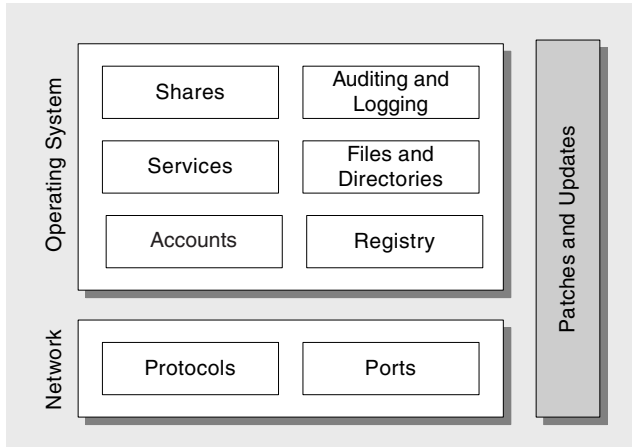 Operating System
Shares
Auditing and
Logging
Services
Files and
Directories
Accounts
Registry
Network
Protocols
Ports
Patches and Updates